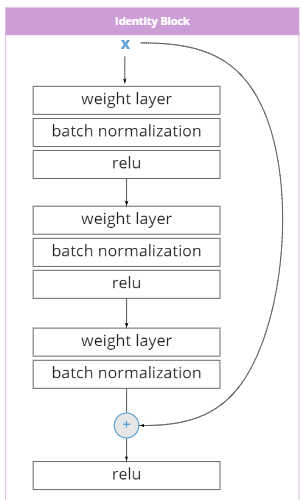 Identity Block
x
weight layer
batch normalization
relu
weight layer
batch normalization
relu
weight layer
batch normalization
+
relu